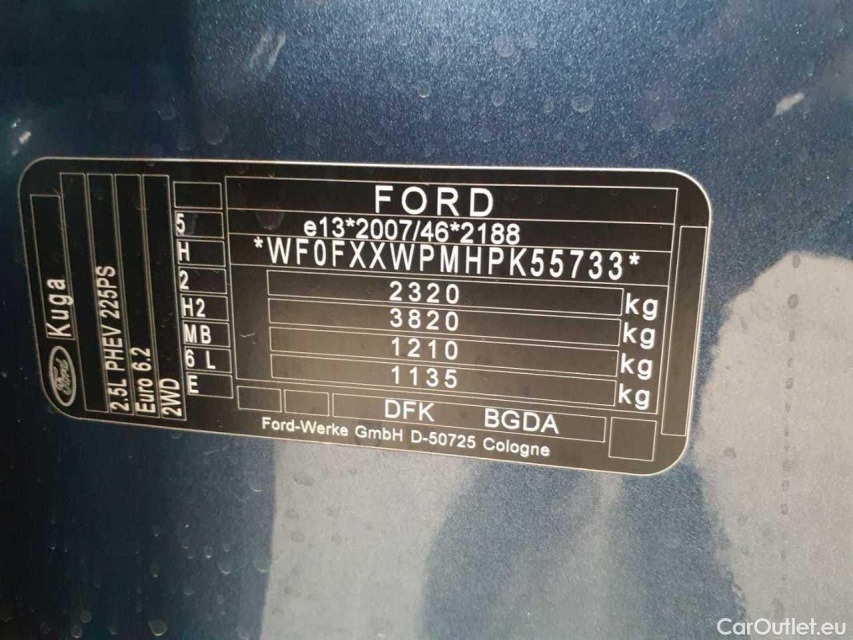 FORD
e13*2007/46*2188
*WF0FXXWPMHPK55733*
2320 kg
3820 kg
1210 kg
1135 kg
DFK BGDA
Ford-Werke GmbH D-50725 Cologne
5
H
2
H2
MB
6 L
E
Ford Kuga
2.5L PHEV 225PS
Euro 6.2
2WD
CarOutlet.eu